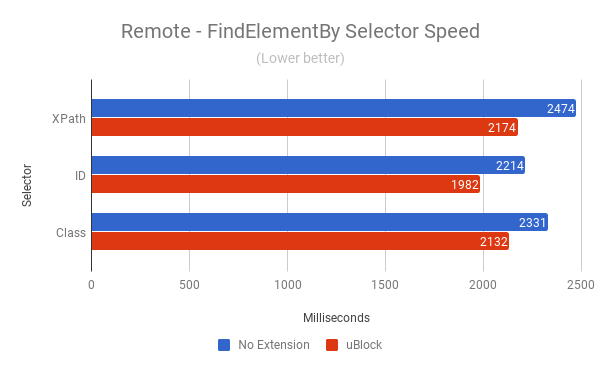 Remote - FindElementBy Selector Speed
(Lower better)
Selector
XPath
2474
2174
ID
2214
1982
Class
2331
2132
0 500 1000 1500 2000 2500
Milliseconds
No Extension uBlock